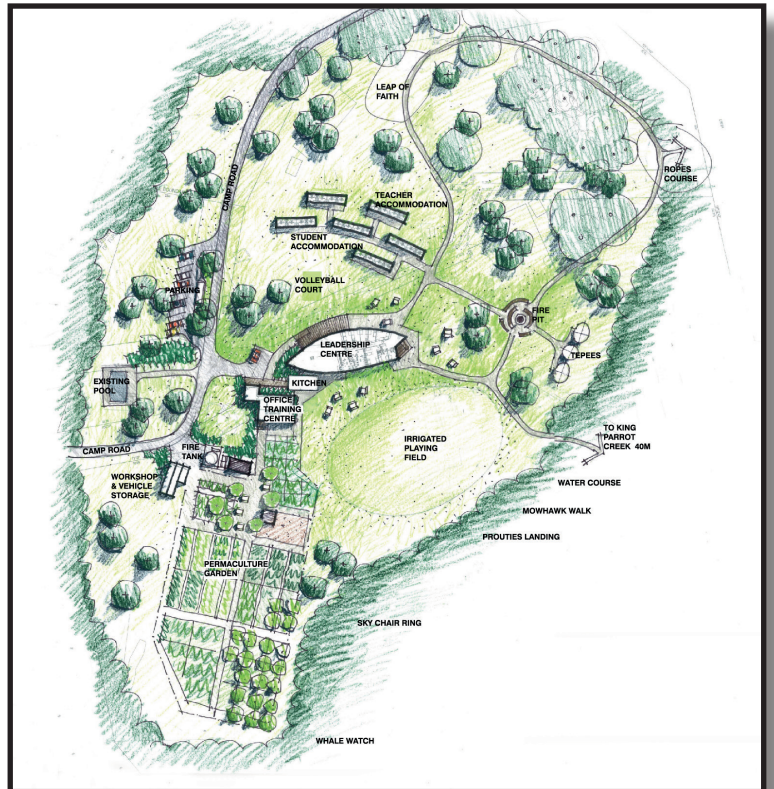 LEAP OF
FAITH
CAMP ROAD
ROPES
COURSE
TEACHER
ACCOMMODATION
STUDENT
ACCOMMODATION
VOLLEYBALL
COURT
PARKING
FIRE
PIT
LEADERSHIP
CENTRE
TEPEES
EXISTING
POOL
KITCHEN
OFFICE
TRAINING
CENTRE
IRRIGATED
PLAYING
FIELD
TO KING
PARROT
CREEK 40M
CAMP ROAD
FIRE
TANK
WORKSHOP
& VEHICLE
STORAGE
WATER COURSE
MOWHAWK WALK
PROUTIES LANDING
PERMACULTURE
GARDEN
SKY CHAIR RING
WHALE WATCH